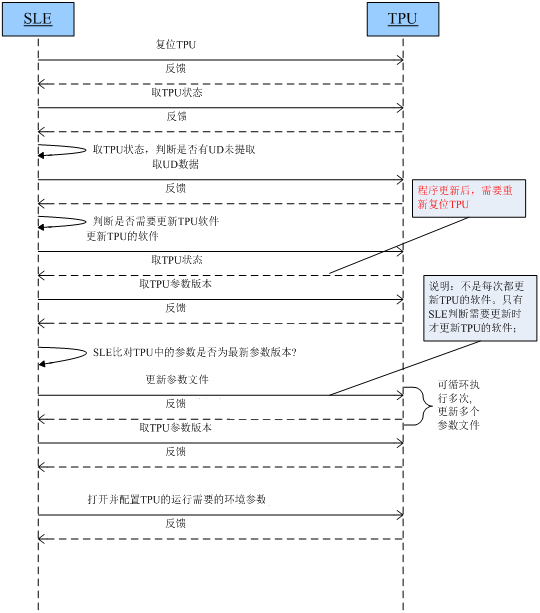 SLE
TPU
复位TPU
反馈
取TPU状态
反馈
取TPU状态，判断是否有UD未提取
取UD数据
反馈
程序更新后，需要重
新复位TPU
判断是否需要更新TPU软件
更新TPU的软件
取TPU状态
取TPU参数版本
说明：不是每次都更
新TPU的软件。只有
SLE判断需要更新时
才更新TPU的软件；
反馈
SLE比对TPU中的参数是否为最新参数版本?
更新参数文件
可循环执
行多次,
更新多个
参数文件
反馈
取TPU参数版本
反馈
打开并配置TPU的运行需要的环境参数
反馈